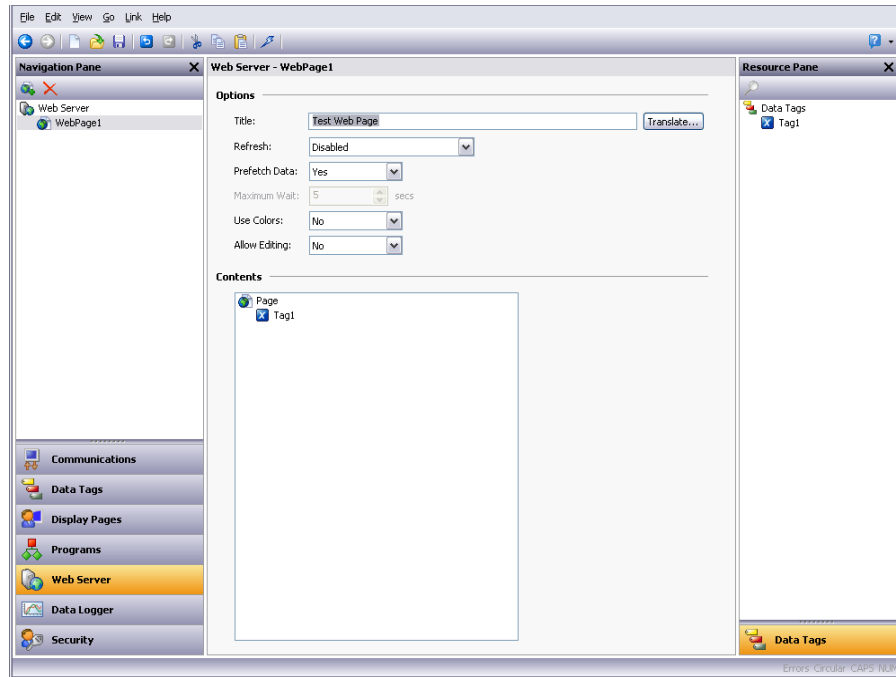 File Edit View Go Link Help
Navigation Pane
Web Server
WebPage1
Communications
Data Tags
Display Pages
Programs
Web Server
Data Logger
Security
Web Server - WebPage1
Options
Title: Test Web Page Translate...
Refresh: Disabled
Prefetch Data: Yes
Maximum Wait: 5 secs
Use Colors: No
Allow Editing: No
Contents
Page
Tag1
Resource Pane
Data Tags
Tag1
Data Tags
Errors Circular CAPS NUM